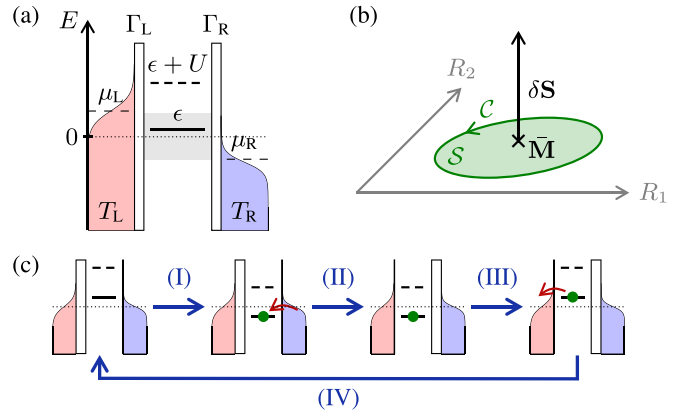 (a)
E
Γ_L
Γ_R
ϵ + U
μ_L
ϵ
0
μ_R
T_L
T_R
(b)
R_2
δS
C
S
M̄
R_1
(c)
(I)
(II)
(III)
(IV)